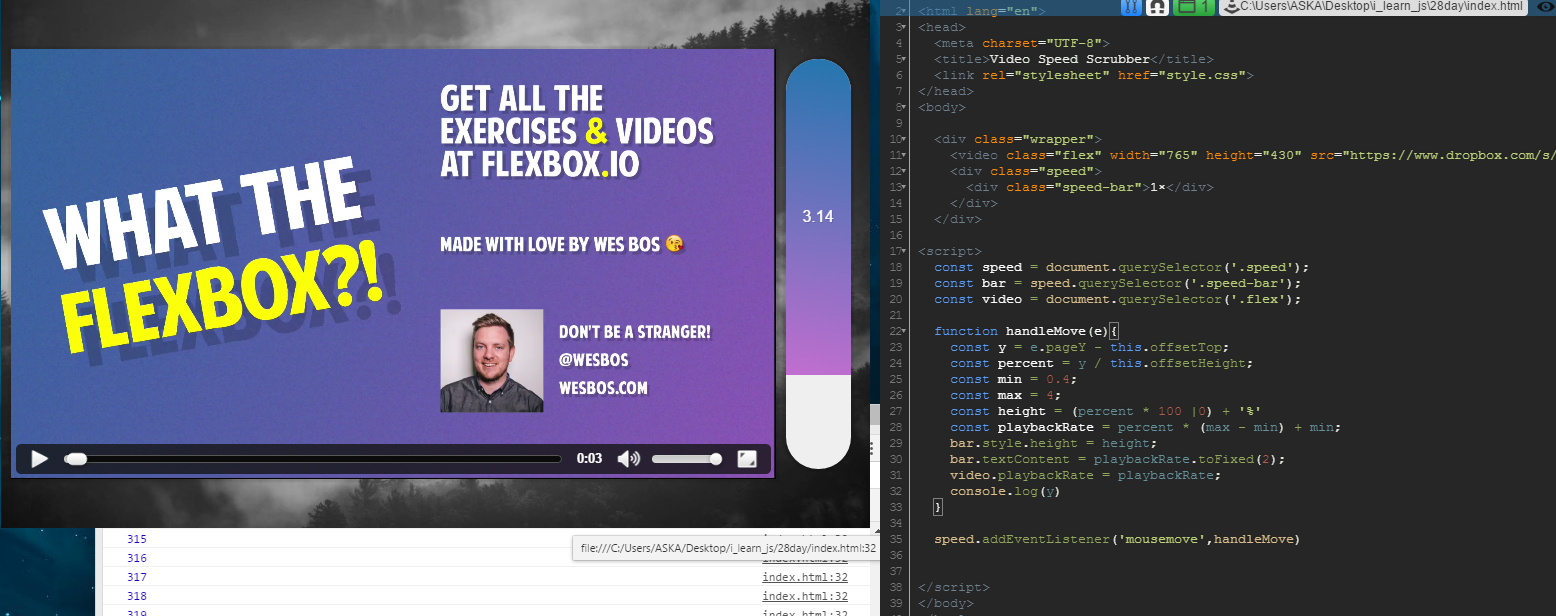 GET ALL THE
EXERCISES & VIDEOS
AT FLEXBOX.IO
WHAT THE
FLEXBOX?!
MADE WITH LOVE BY WES BOS 😘
DON'T BE A STRANGER!
@WESBOS
WESBOS.COM
3.14
0:03
315
316 index.html:32
317 index.html:32
318 index.html:32
319 index.html:32
file:///C:/Users/ASKA/Desktop/i_learn_js/28day/index.html:32
1
C:\Users\ASKA\Desktop\i_learn_js\28day\index.html
2 <html lang="en">
3 <head>
4   <meta charset="UTF-8">
5   <title>Video Speed Scrubber</title>
6   <link rel="stylesheet" href="style.css">
7 </head>
8 <body>
9
10   <div class="wrapper">
11     <video class="flex" width="765" height="430" src="https://www.dropbox.com/s/
12     <div class="speed">
13       <div class="speed-bar">1×</div>
14     </div>
15   </div>
16
17 <script>
18   const speed = document.querySelector('.speed');
19   const bar = speed.querySelector('.speed-bar');
20   const video = document.querySelector('.flex');
21
22   function handleMove(e){
23     const y = e.pageY - this.offsetTop;
24     const percent = y / this.offsetHeight;
25     const min = 0.4;
26     const max = 4;
27     const height = (percent * 100 |0) + '%'
28     const playbackRate = percent * (max - min) + min;
29     bar.style.height = height;
30     bar.textContent = playbackRate.toFixed(2);
31     video.playbackRate = playbackRate;
32     console.log(y)
33   }
34
35   speed.addEventListener('mousemove',handleMove)
36
37
38 </script>
39 </body>